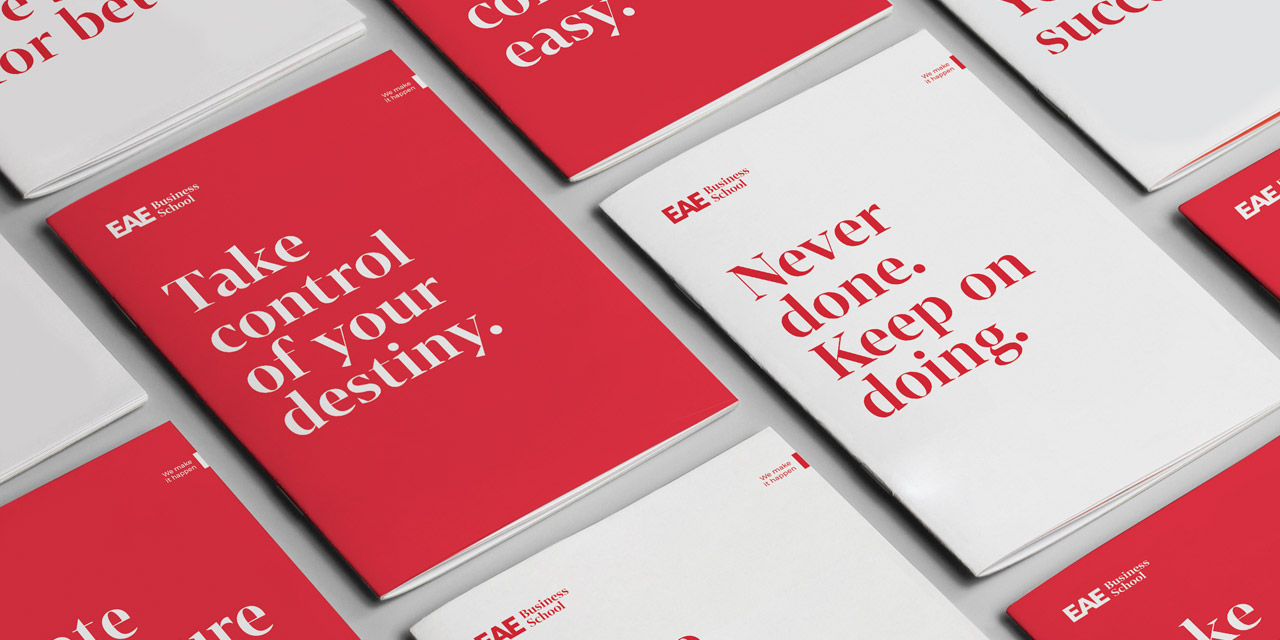 easy.
We make
it happen
EAE Business
School
Take
control
of your
destiny.
We make
it happen
EAE Business
School
Never
done.
Keep on
doing.
EAE
We make
it happen
We make
it happen
EAE Business
School
EAE Business
School